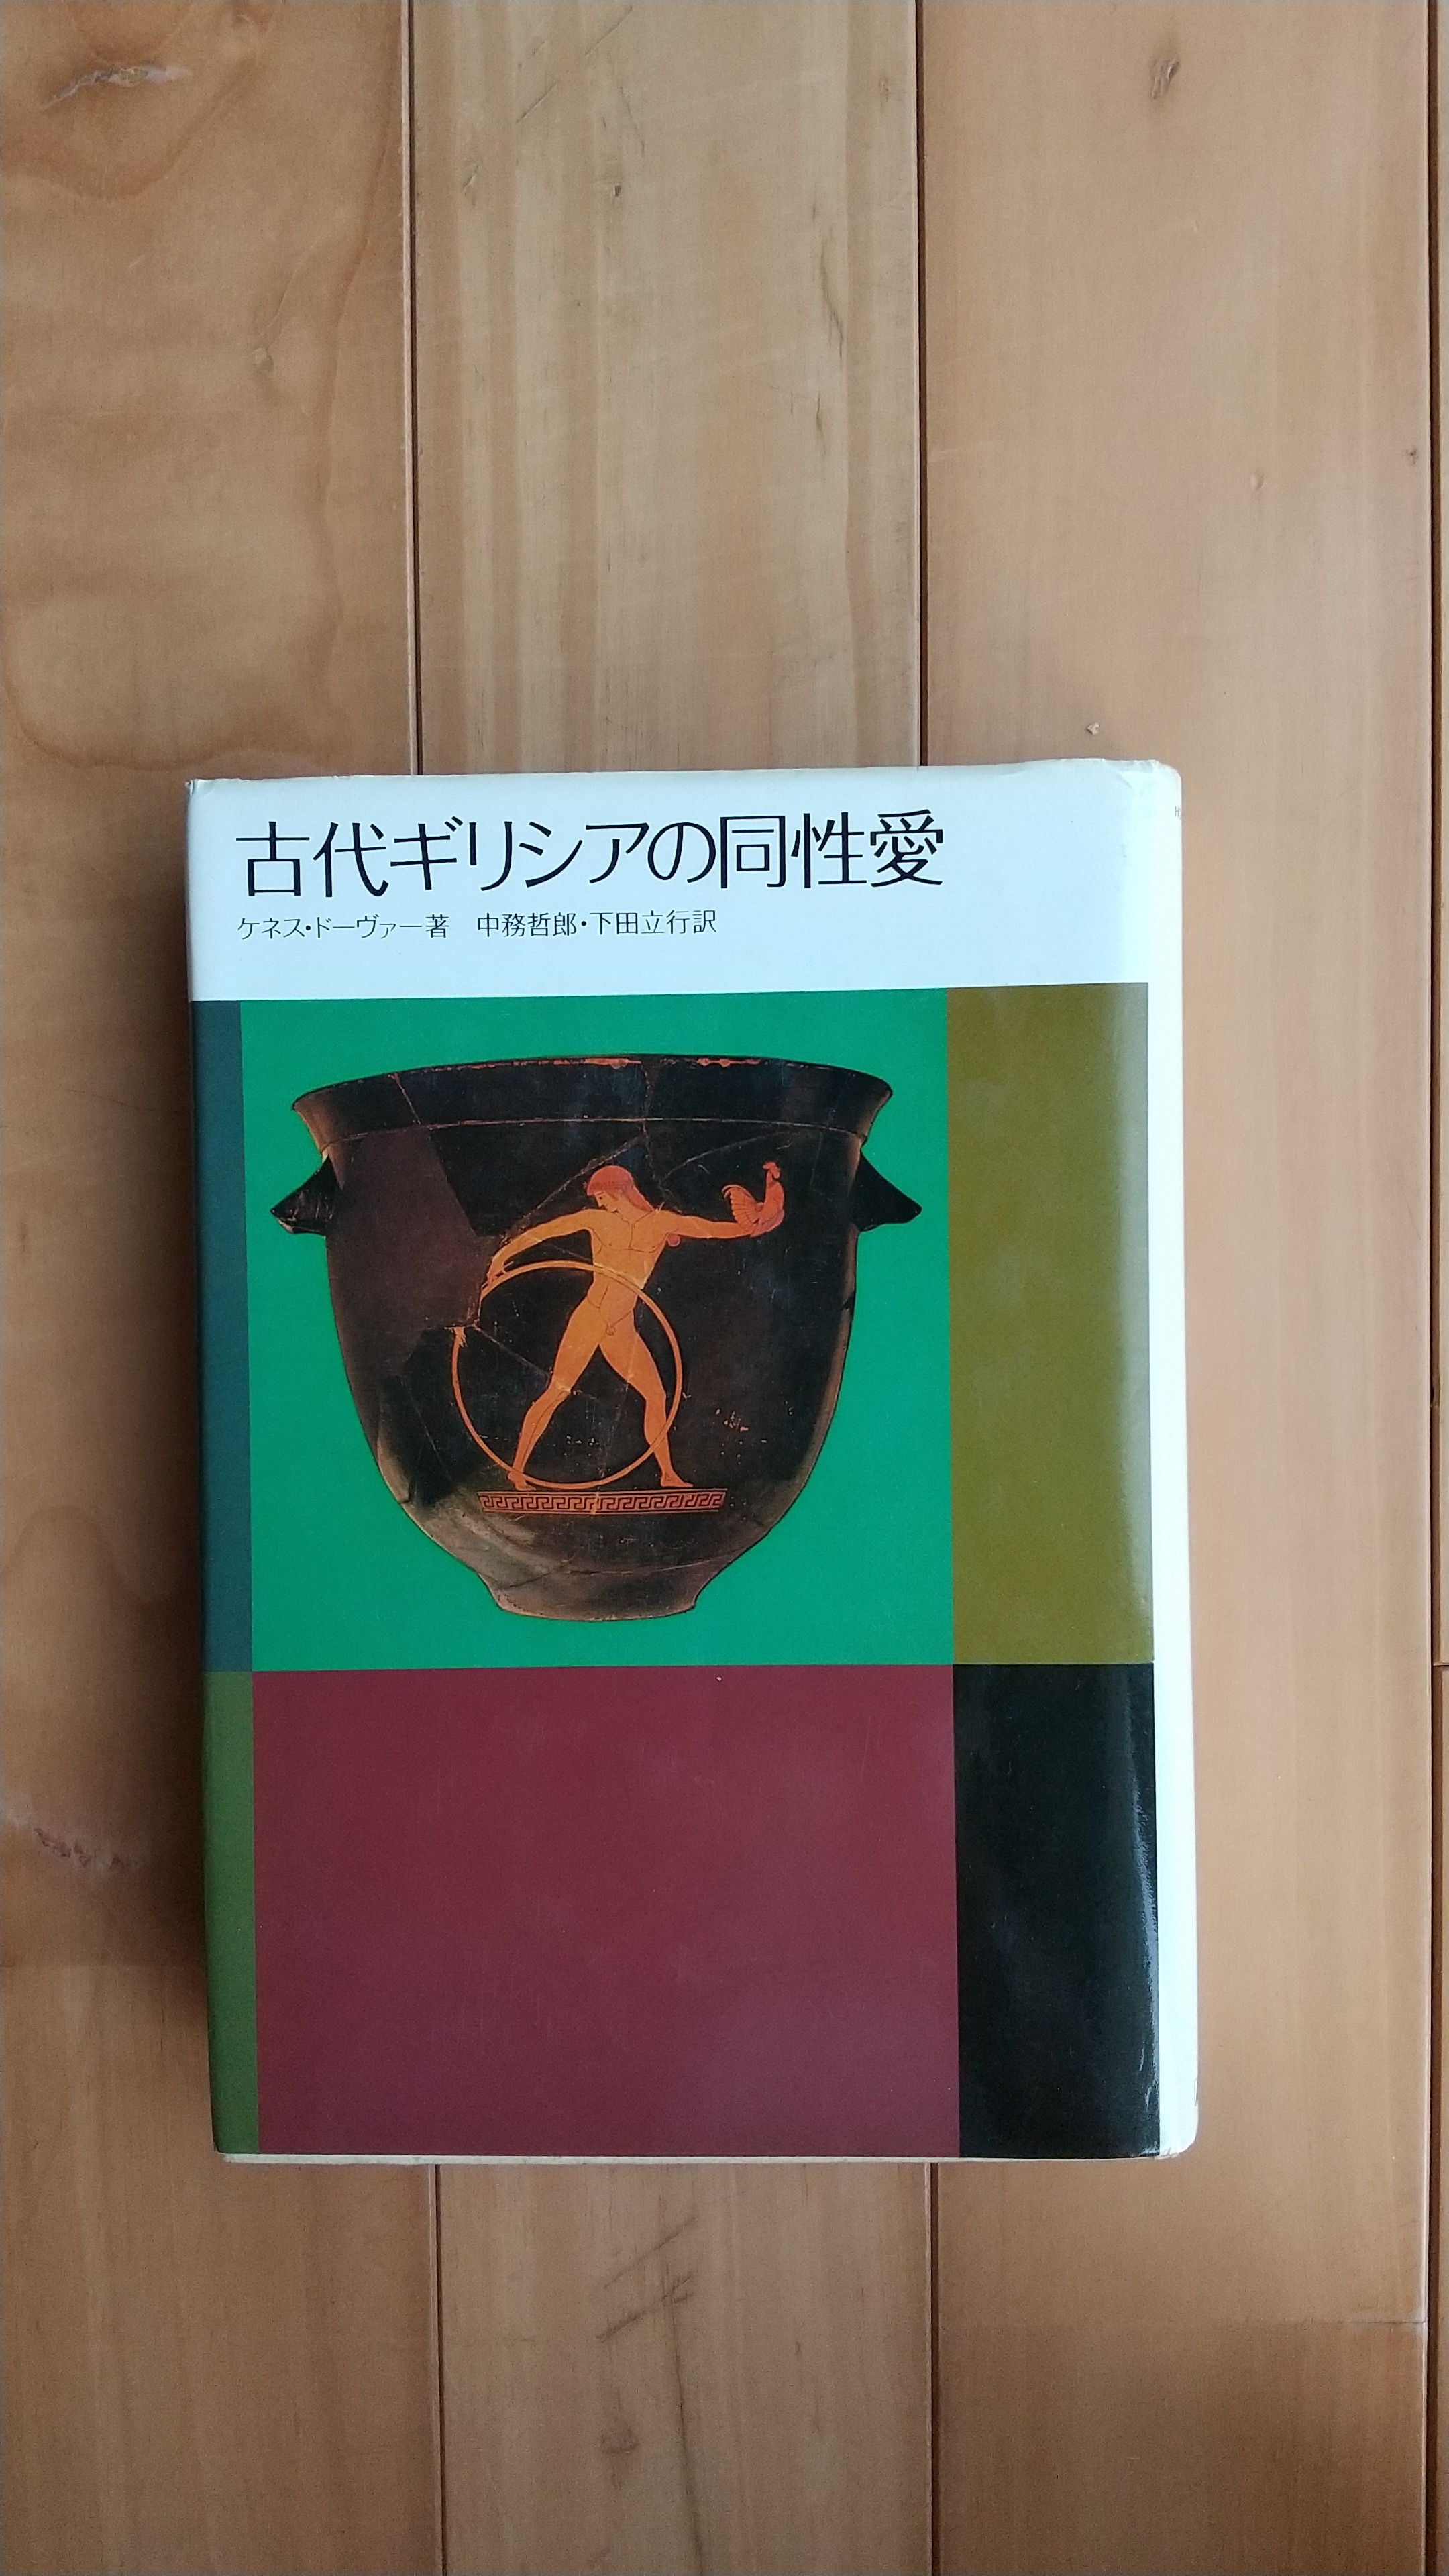 古代ギリシアの同性愛
ケネス・ドーヴァー著　中務哲郎・下田立行訳